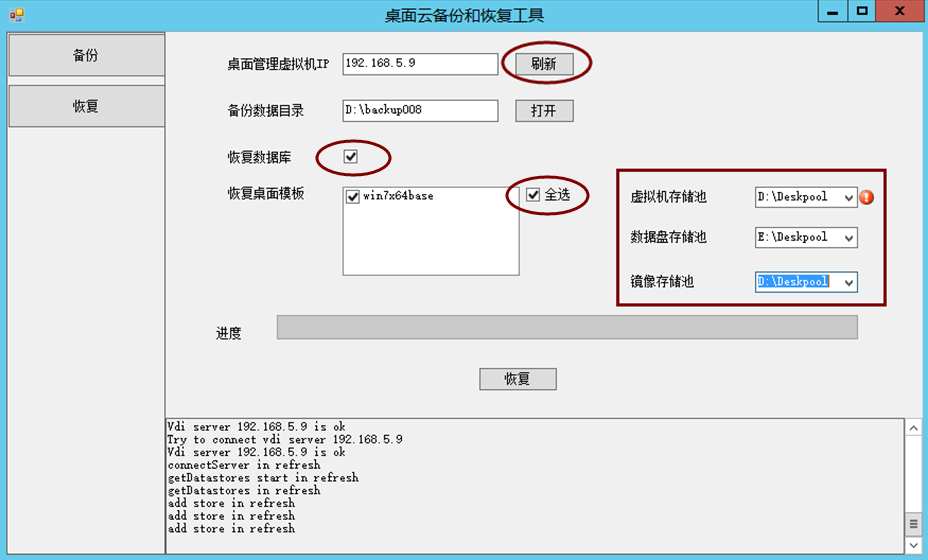 桌面云备份和恢复工具
备份
恢复
桌面管理虚拟机IP 192.168.5.9 刷新
备份数据目录 D:\backup008 打开
恢复数据库
恢复桌面模板 win7x64base 全选
虚拟机存储池 D:\Deskpool
数据盘存储池 E:\Deskpool
镜像存储池 D:\Deskpool
进度
恢复
Vdi server 192.168.5.9 is ok
Try to connect vdi server 192.168.5.9
Vdi server 192.168.5.9 is ok
connectServer in refresh
getDatastores start in refresh
getDatastores in refresh
add store in refresh
add store in refresh
add store in refresh